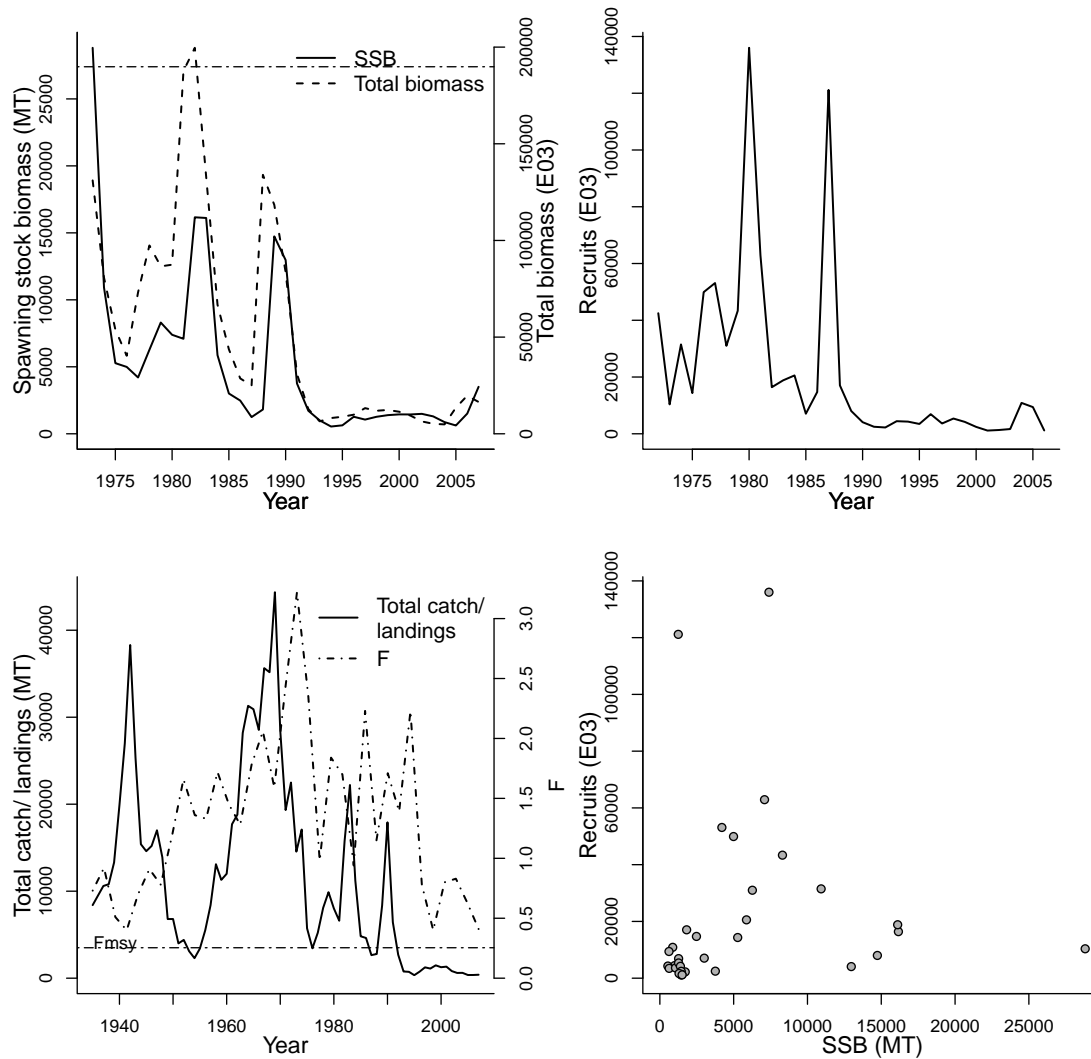 SSB
Total biomass
Spawning stock biomass (MT)
0
5000
10000
15000
20000
25000
Total biomass (E03)
0
50000
100000
150000
200000
1975 1980 1985 1990 1995 2000 2005
Year
Recruits (E03)
0
20000
60000
100000
140000
1975 1980 1985 1990 1995 2000 2005
Year
Total catch/
landings
F
Total catch/ landings (MT)
0
10000
20000
30000
40000
Fmsy
F
0.0
0.5
1.0
1.5
2.0
2.5
3.0
1940 1960 1980 2000
Year
Recruits (E03)
0
20000
60000
100000
140000
0 5000 10000 15000 20000 25000
SSB (MT)